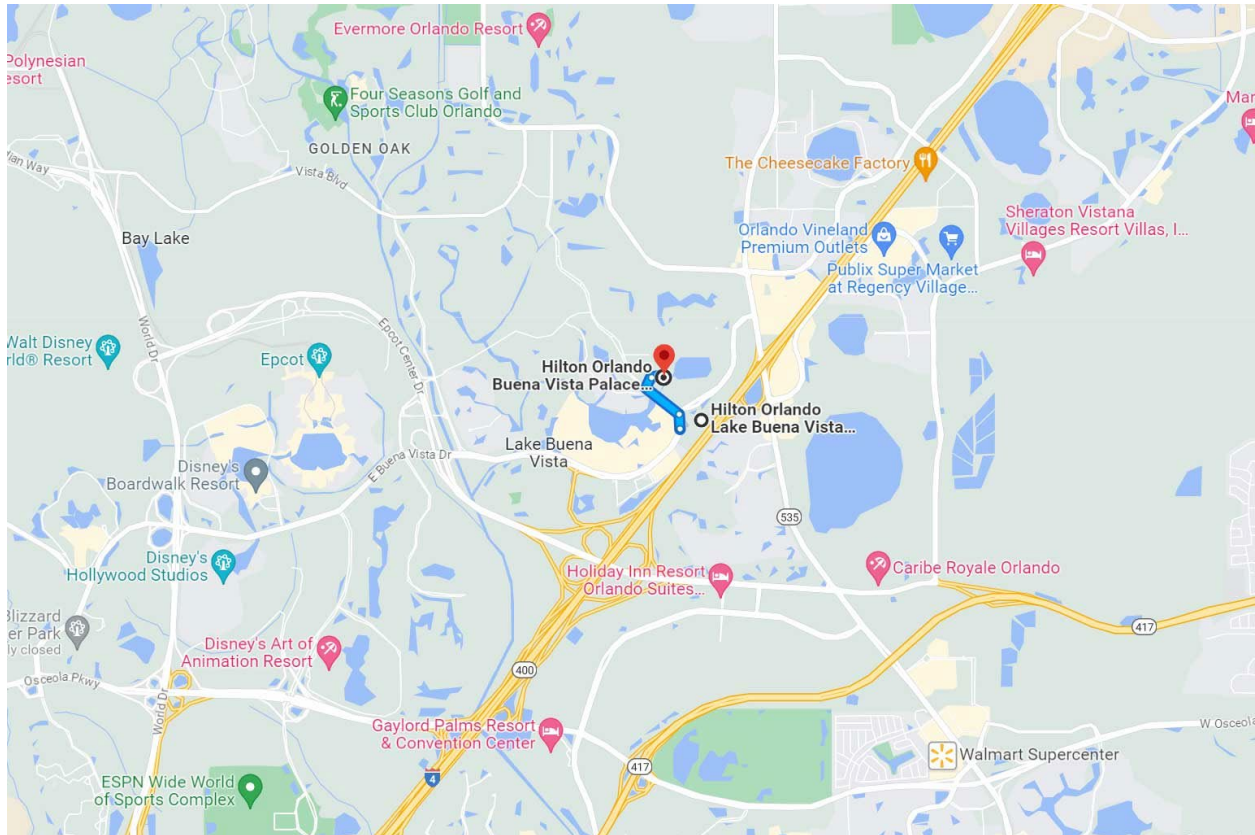 Evermore Orlando Resort
Polynesian
esort
Four Seasons Golf and
Sports Club Orlando
Mar
GOLDEN OAK
The Cheesecake Factory
dian Way
Vista Blvd
Sheraton Vistana
Villages Resort Villas, I...
Bay Lake
Orlando Vineland
Premium Outlets
Publix Super Market
at Regency Village...
World Dr
Epcot Center Dr
Walt Disney
rld® Resort
Epcot
Hilton Orlando
Buena Vista Palace...
Hilton Orlando
Lake Buena Vista...
Lake Buena
Vista
E Buena Vista Dr
Disney's
Boardwalk Resort
535
Disney's
Hollywood Studios
Holiday Inn Resort
Orlando Suites...
Caribe Royale Orlando
Blizzard
er Park
ly closed
417
Disney's Art of
Animation Resort
400
Osceola Pkwy
World Dr
Gaylord Palms Resort
& Convention Center
W Osceola
Walmart Supercenter
417
4
ESPN Wide World
of Sports Complex